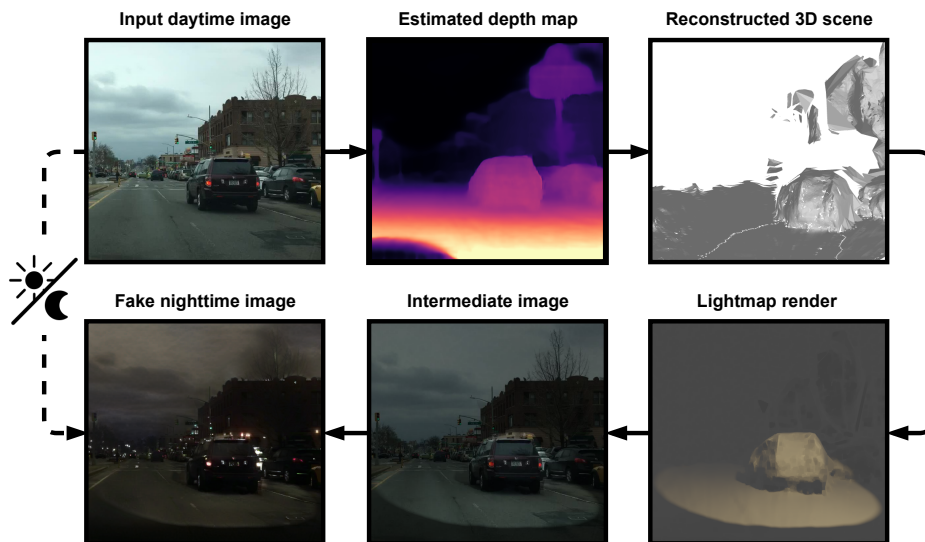 Input daytime image
Estimated depth map
Reconstructed 3D scene
Fake nighttime image
Intermediate image
Lightmap render